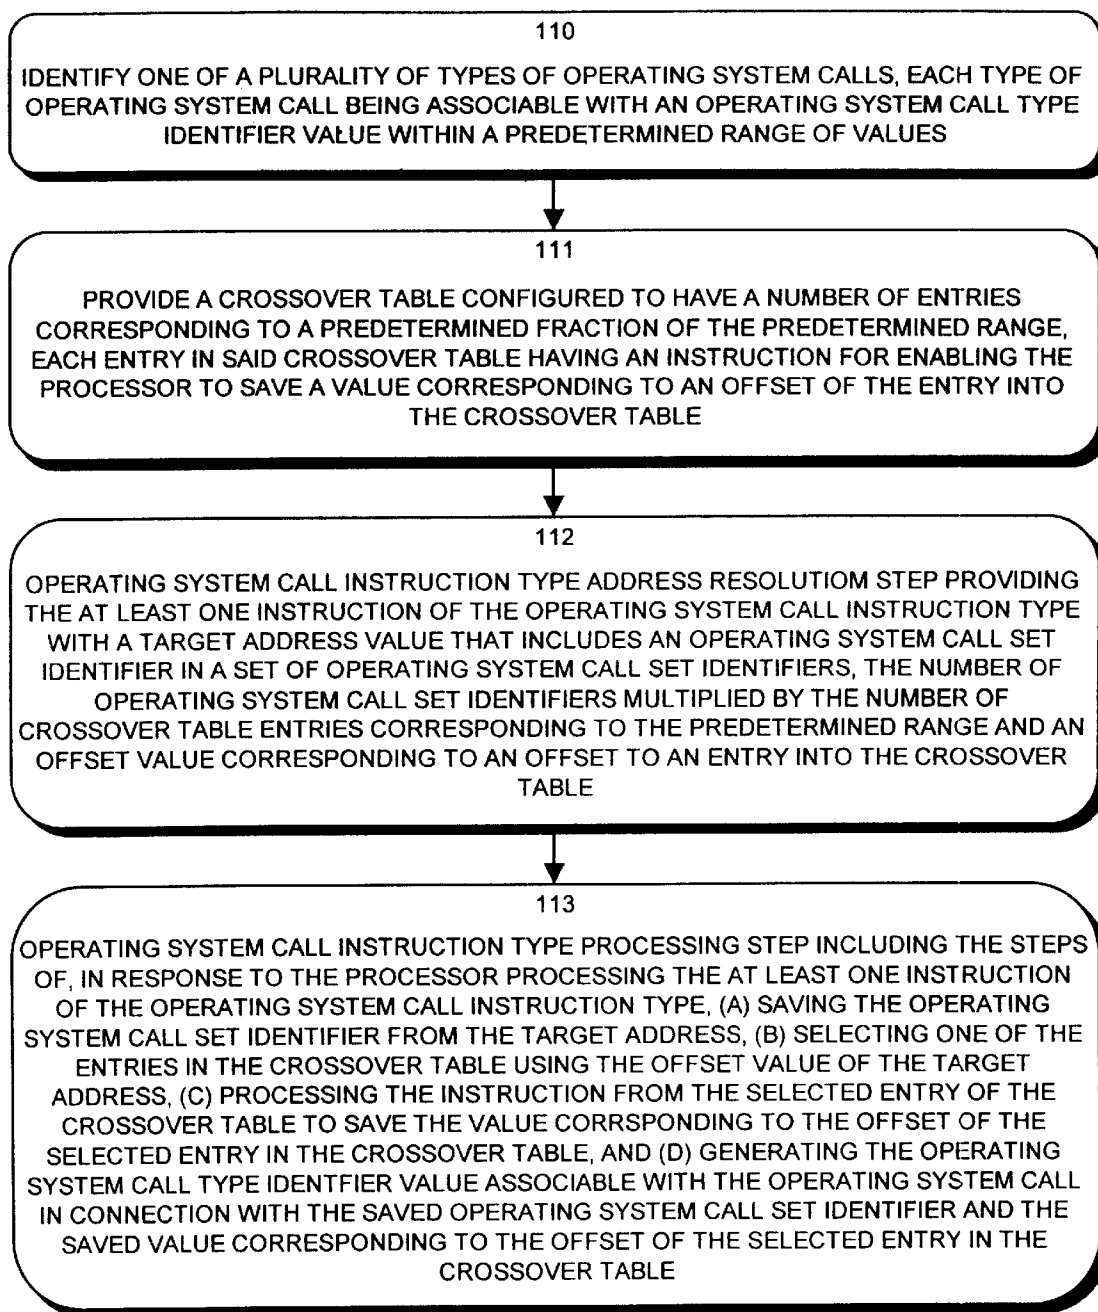 110
IDENTIFY ONE OF A PLURALITY OF TYPES OF OPERATING SYSTEM CALLS, EACH TYPE OF
OPERATING SYSTEM CALL BEING ASSOCIABLE WITH AN OPERATING SYSTEM CALL TYPE
IDENTIFIER VALUE WITHIN A PREDETERMINED RANGE OF VALUES
111
PROVIDE A CROSSOVER TABLE CONFIGURED TO HAVE A NUMBER OF ENTRIES
CORRESPONDING TO A PREDETERMINED FRACTION OF THE PREDETERMINED RANGE,
EACH ENTRY IN SAID CROSSOVER TABLE HAVING AN INSTRUCTION FOR ENABLING THE
PROCESSOR TO SAVE A VALUE CORRESPONDING TO AN OFFSET OF THE ENTRY INTO
THE CROSSOVER TABLE
112
OPERATING SYSTEM CALL INSTRUCTION TYPE ADDRESS RESOLUTIOM STEP PROVIDING
THE AT LEAST ONE INSTRUCTION OF THE OPERATING SYSTEM CALL INSTRUCTION TYPE
WITH A TARGET ADDRESS VALUE THAT INCLUDES AN OPERATING SYSTEM CALL SET
IDENTIFIER IN A SET OF OPERATING SYSTEM CALL SET IDENTIFIERS, THE NUMBER OF
OPERATING SYSTEM CALL SET IDENTIFIERS MULTIPLIED BY THE NUMBER OF
CROSSOVER TABLE ENTRIES CORRESPONDING TO THE PREDETERMINED RANGE AND AN
OFFSET VALUE CORRESPONDING TO AN OFFSET TO AN ENTRY INTO THE CROSSOVER
TABLE
113
OPERATING SYSTEM CALL INSTRUCTION TYPE PROCESSING STEP INCLUDING THE STEPS
OF, IN RESPONSE TO THE PROCESSOR PROCESSING THE AT LEAST ONE INSTRUCTION
OF THE OPERATING SYSTEM CALL INSTRUCTION TYPE, (A) SAVING THE OPERATING
SYSTEM CALL SET IDENTIFIER FROM THE TARGET ADDRESS, (B) SELECTING ONE OF THE
ENTRIES IN THE CROSSOVER TABLE USING THE OFFSET VALUE OF THE TARGET
ADDRESS, (C) PROCESSING THE INSTRUCTION FROM THE SELECTED ENTRY OF THE
CROSSOVER TABLE TO SAVE THE VALUE CORRSPONDING TO THE OFFSET OF THE
SELECTED ENTRY IN THE CROSSOVER TABLE, AND (D) GENERATING THE OPERATING
SYSTEM CALL TYPE IDENTFIER VALUE ASSOCIABLE WITH THE OPERATING SYSTEM CALL
IN CONNECTION WITH THE SAVED OPERATING SYSTEM CALL SET IDENTIFIER AND THE
SAVED VALUE CORRESPONDING TO THE OFFSET OF THE SELECTED ENTRY IN THE
CROSSOVER TABLE